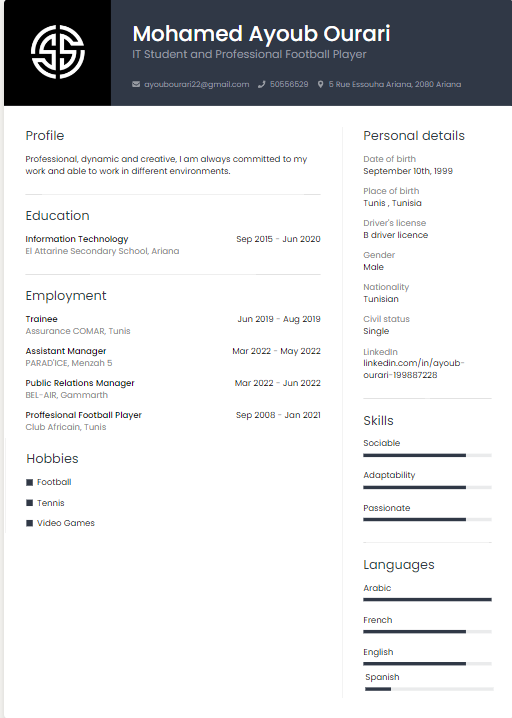 Mohamed Ayoub Ourari
IT Student and Professional Football Player
ayoubourari22@gmail.com 50556529 5 Rue Essouha Ariana, 2080 Ariana
Profile
Professional, dynamic and creative, I am always committed to my
work and able to work in different environments.
Education
Information Technology Sep 2015 - Jun 2020
El Attarine Secondary School, Ariana
Employment
Trainee Jun 2019 - Aug 2019
Assurance COMAR, Tunis
Assistant Manager Mar 2022 - May 2022
PARAD'ICE, Menzah 5
Public Relations Manager Mar 2022 - Jun 2022
BEL-AIR, Gammarth
Proffesional Football Player Sep 2008 - Jan 2021
Club Africain, Tunis
Hobbies
Football
Tennis
Video Games
Personal details
Date of birth
September 10th, 1999
Place of birth
Tunis , Tunisia
Driver's license
B driver licence
Gender
Male
Nationality
Tunisian
Civil status
Single
LinkedIn
linkedin.com/in/ayoub-
ourari-199887228
Skills
Sociable
Adaptability
Passionate
Languages
Arabic
French
English
Spanish